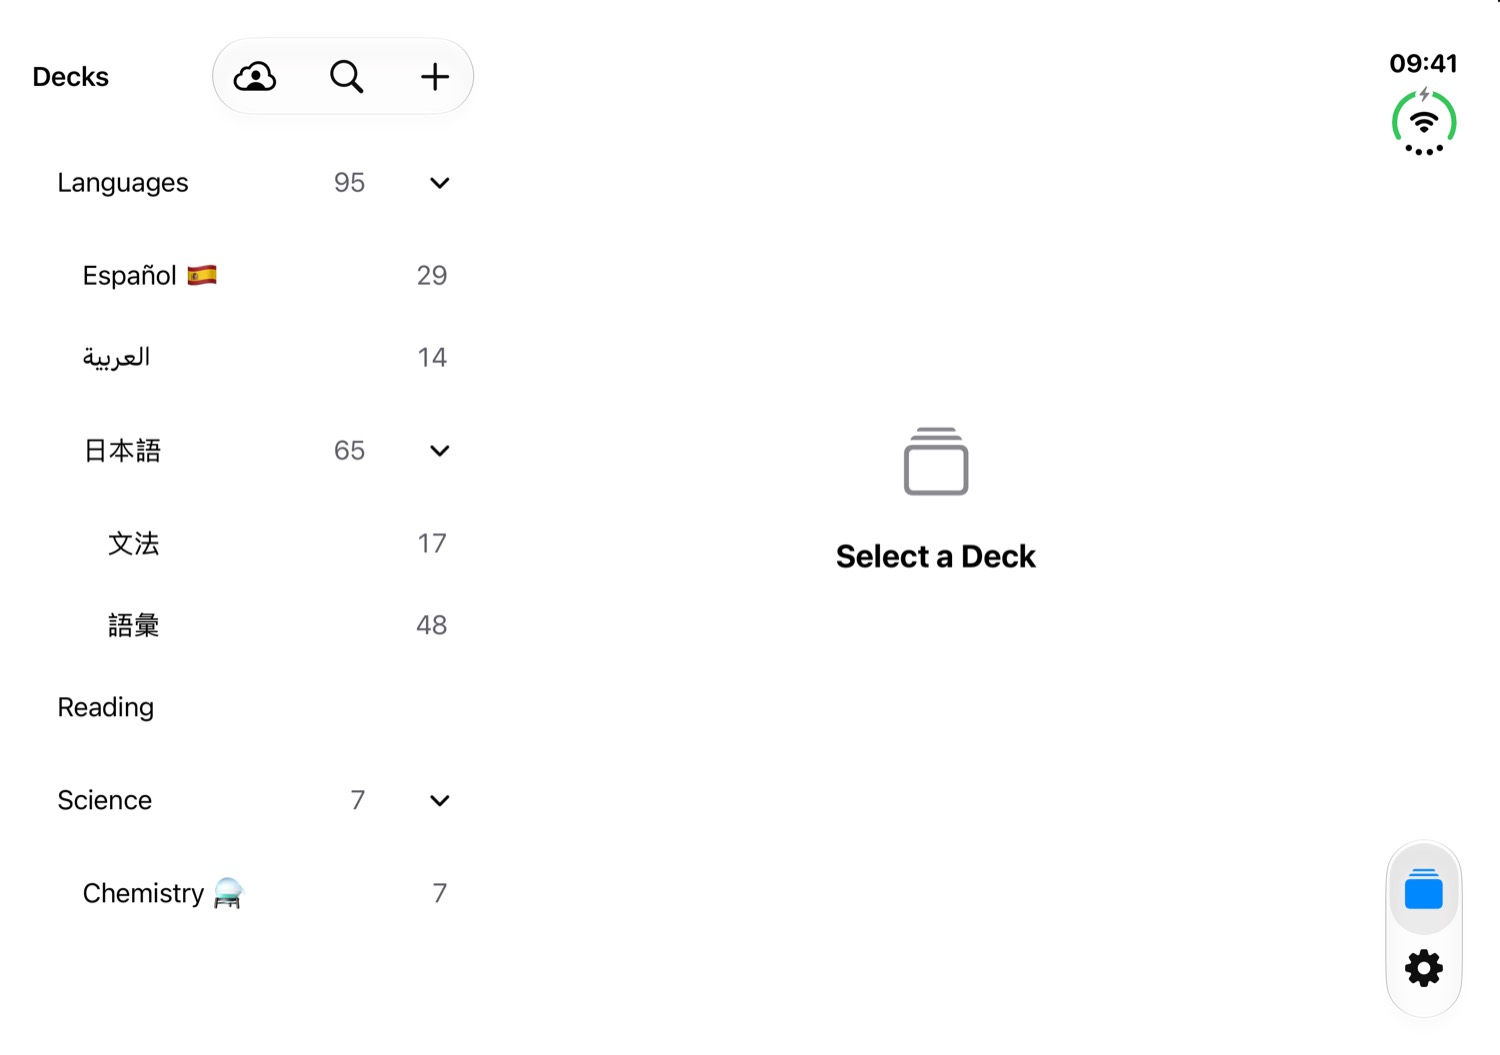 Decks
09:41
Languages 95
Español 🇪🇸 29
العربية 14
日本語 65
文法 17
語彙 48
Reading
Science 7
Chemistry ⚗️ 7
Select a Deck